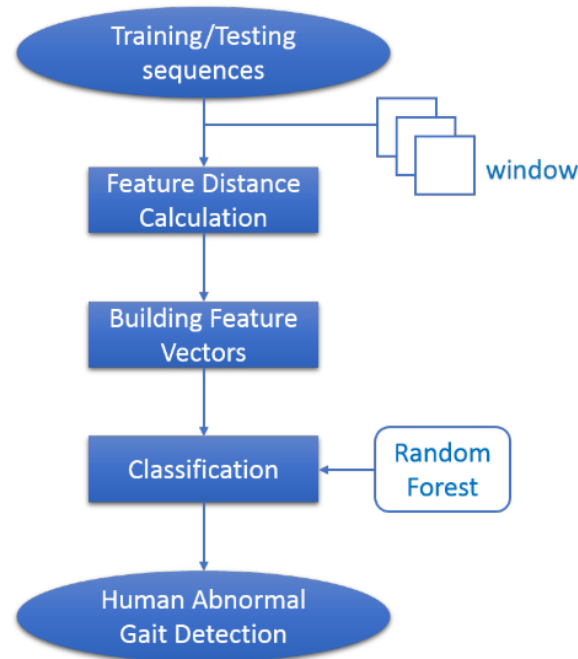 Training/Testing
sequences
window
Feature Distance
Calculation
Building Feature
Vectors
Classification
Random
Forest
Human Abnormal
Gait Detection